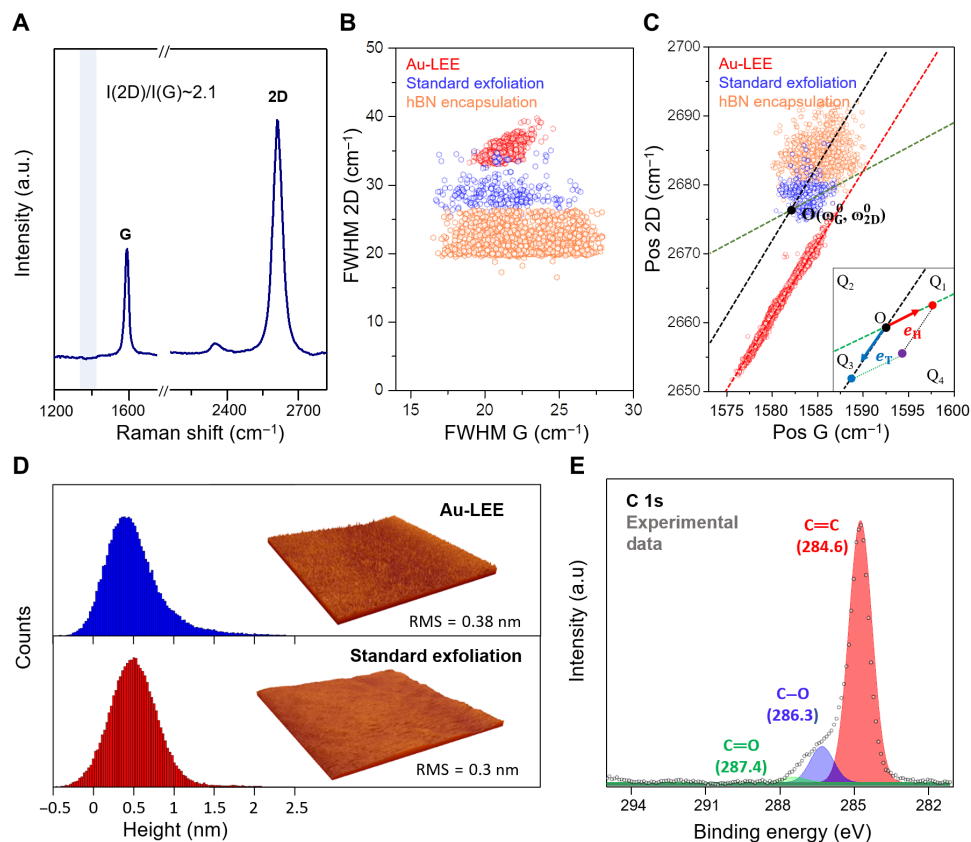 A
//
I(2D)/I(G)~2.1
2D
G
Intensity (a.u.)
//
1200 1600 2400 2700
Raman shift (cm⁻¹)
B
50
40
30
20
10
0
Au-LEE
Standard exfoliation
hBN encapsulation
FWHM 2D (cm⁻¹)
15 20 25 30
FWHM G (cm⁻¹)
C
2700
2690
2680
2670
2660
2650
Au-LEE
Standard exfoliation
hBN encapsulation
Pos 2D (cm⁻¹)
O(ω⁰G, ω⁰2D)
Q2 Q1
O
eH
Q3 eT
Q4
1575 1580 1585 1590 1595 1600
Pos G (cm⁻¹)
D
Au-LEE
RMS = 0.38 nm
Counts
Standard exfoliation
RMS = 0.3 nm
−0.5 0 0.5 1 1.5 2 2.5
Height (nm)
E
C 1s
Experimental
data
C=C
(284.6)
C–O
(286.3)
C=O
(287.4)
Intensity (a.u)
294 291 288 285 282
Binding energy (eV)